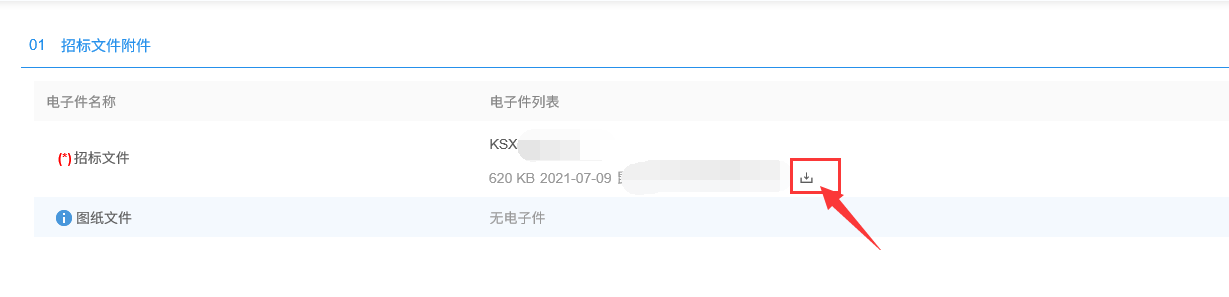 01 招标文件附件
电子件名称 电子件列表
KSX
(*)招标文件
620 KB 2021-07-09
图纸文件 无电子件